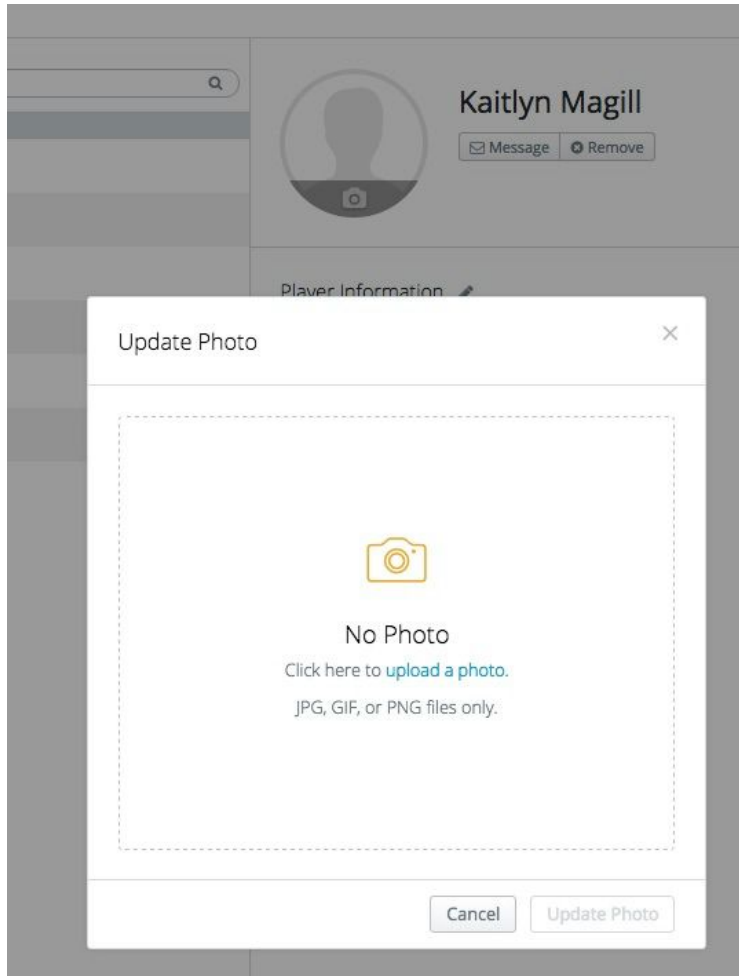 Kaitlyn Magill
Message Remove
Player Information
Update Photo
No Photo
Click here to upload a photo.
JPG, GIF, or PNG files only.
Cancel Update Photo